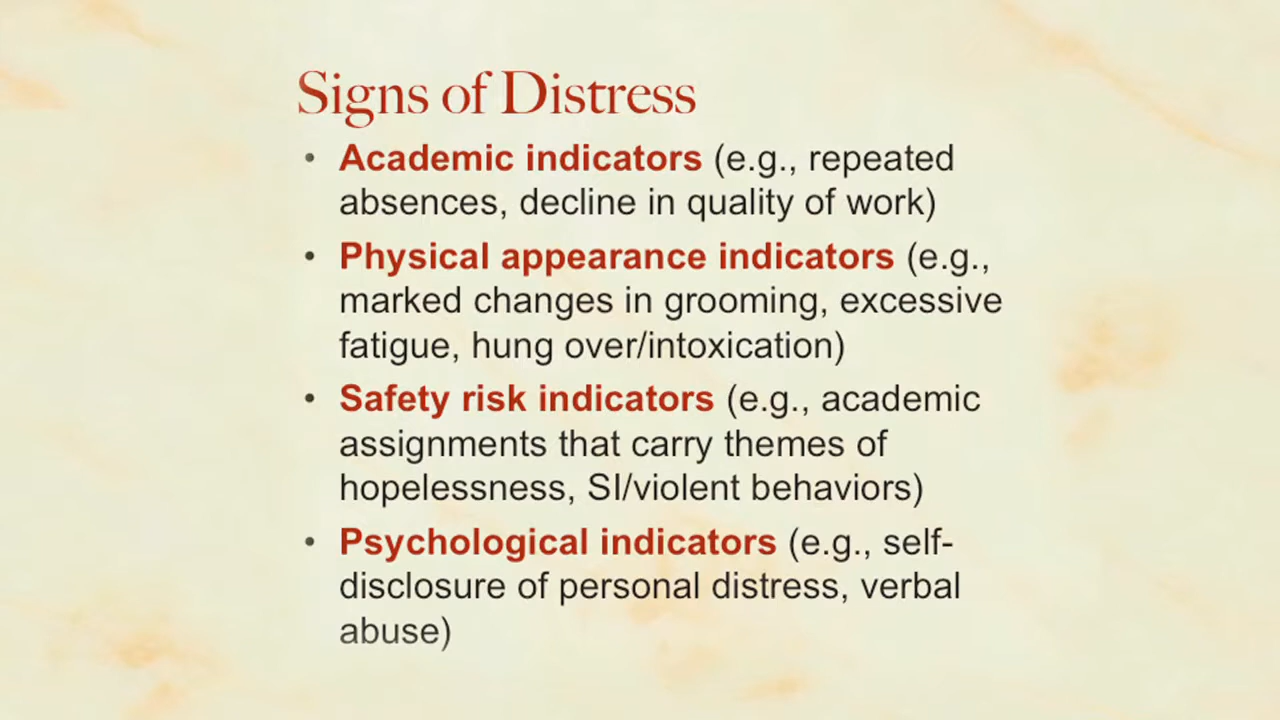 Signs of Distress
• Academic indicators (e.g., repeated
absences, decline in quality of work)
• Physical appearance indicators (e.g.,
marked changes in grooming, excessive
fatigue, hung over/intoxication)
• Safety risk indicators (e.g., academic
assignments that carry themes of
hopelessness, SI/violent behaviors)
• Psychological indicators (e.g., self-
disclosure of personal distress, verbal
abuse)